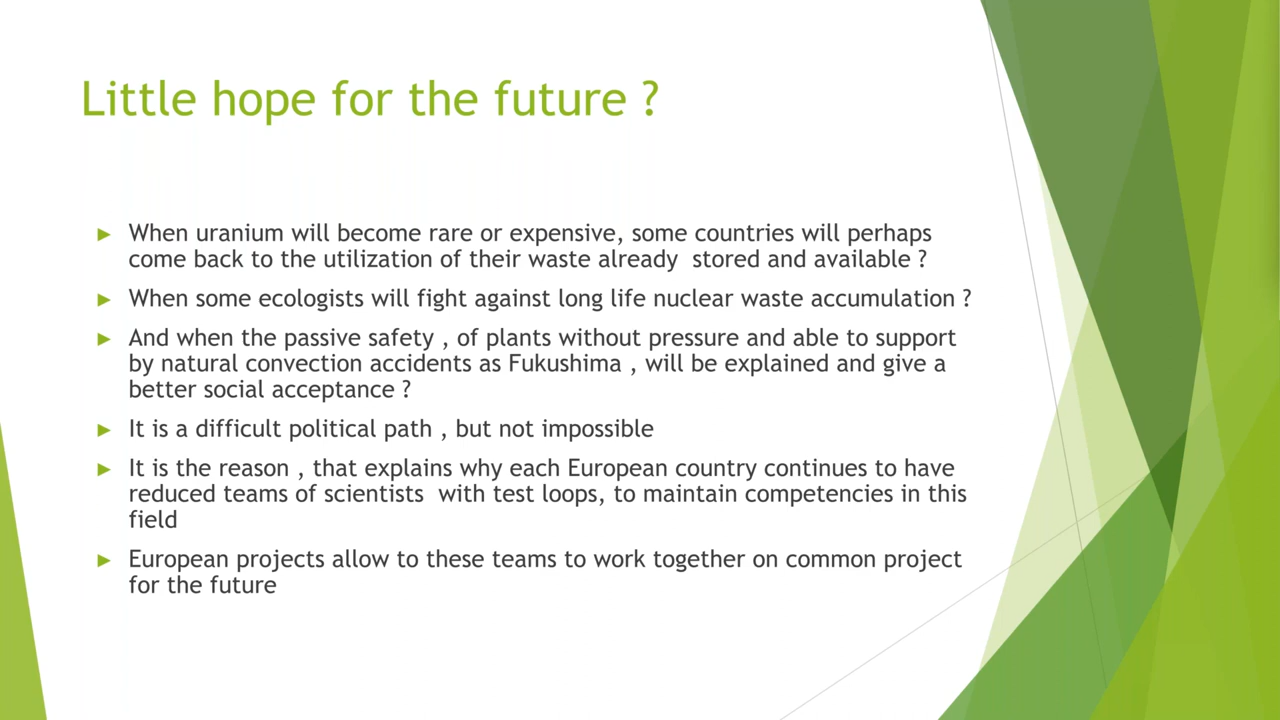 Little hope for the future ?
When uranium will become rare or expensive, some countries will perhaps
come back to the utilization of their waste already  stored and available ?
When some ecologists will fight against long life nuclear waste accumulation ?
And when the passive safety , of plants without pressure and able to support
by natural convection accidents as Fukushima , will be explained and give a
better social acceptance ?
It is a difficult political path , but not impossible
It is the reason , that explains why each European country continues to have
reduced teams of scientists  with test loops, to maintain competencies in this
field
European projects allow to these teams to work together on common project
for the future